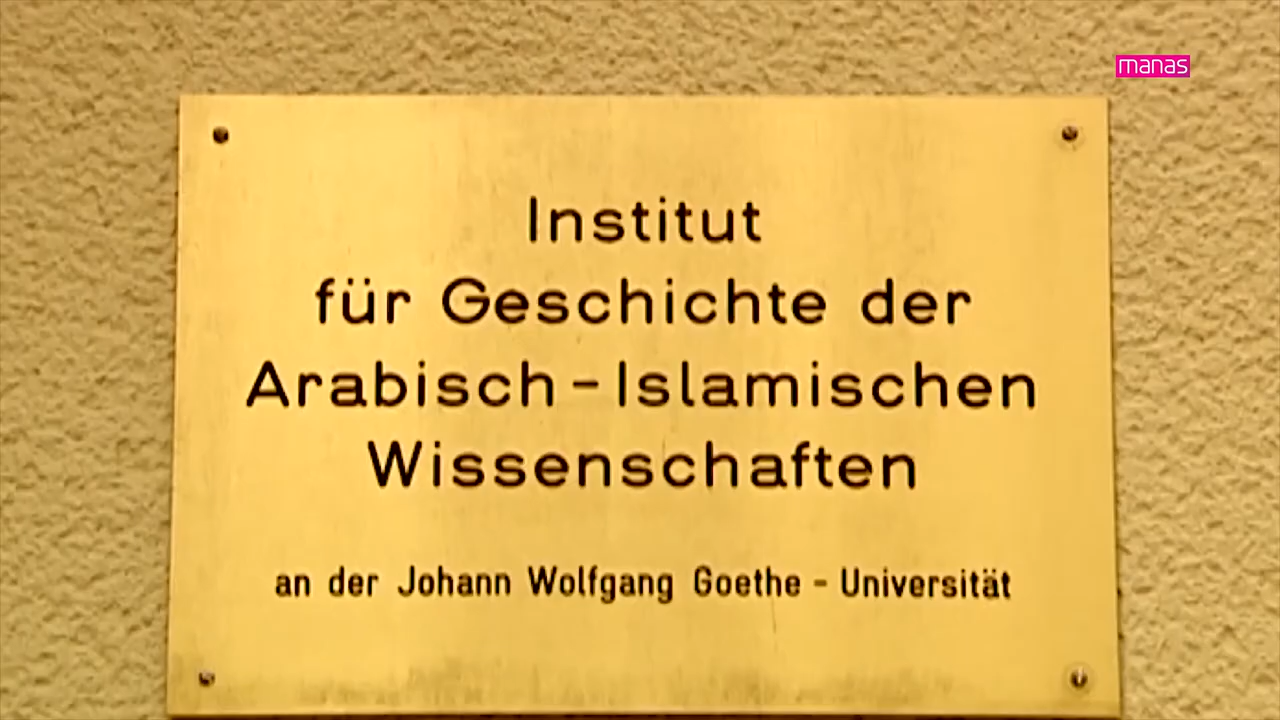 manas
Institut
für Geschichte der
Arabisch-Islamischen
Wissenschaften
an der Johann Wolfgang Goethe-Universität